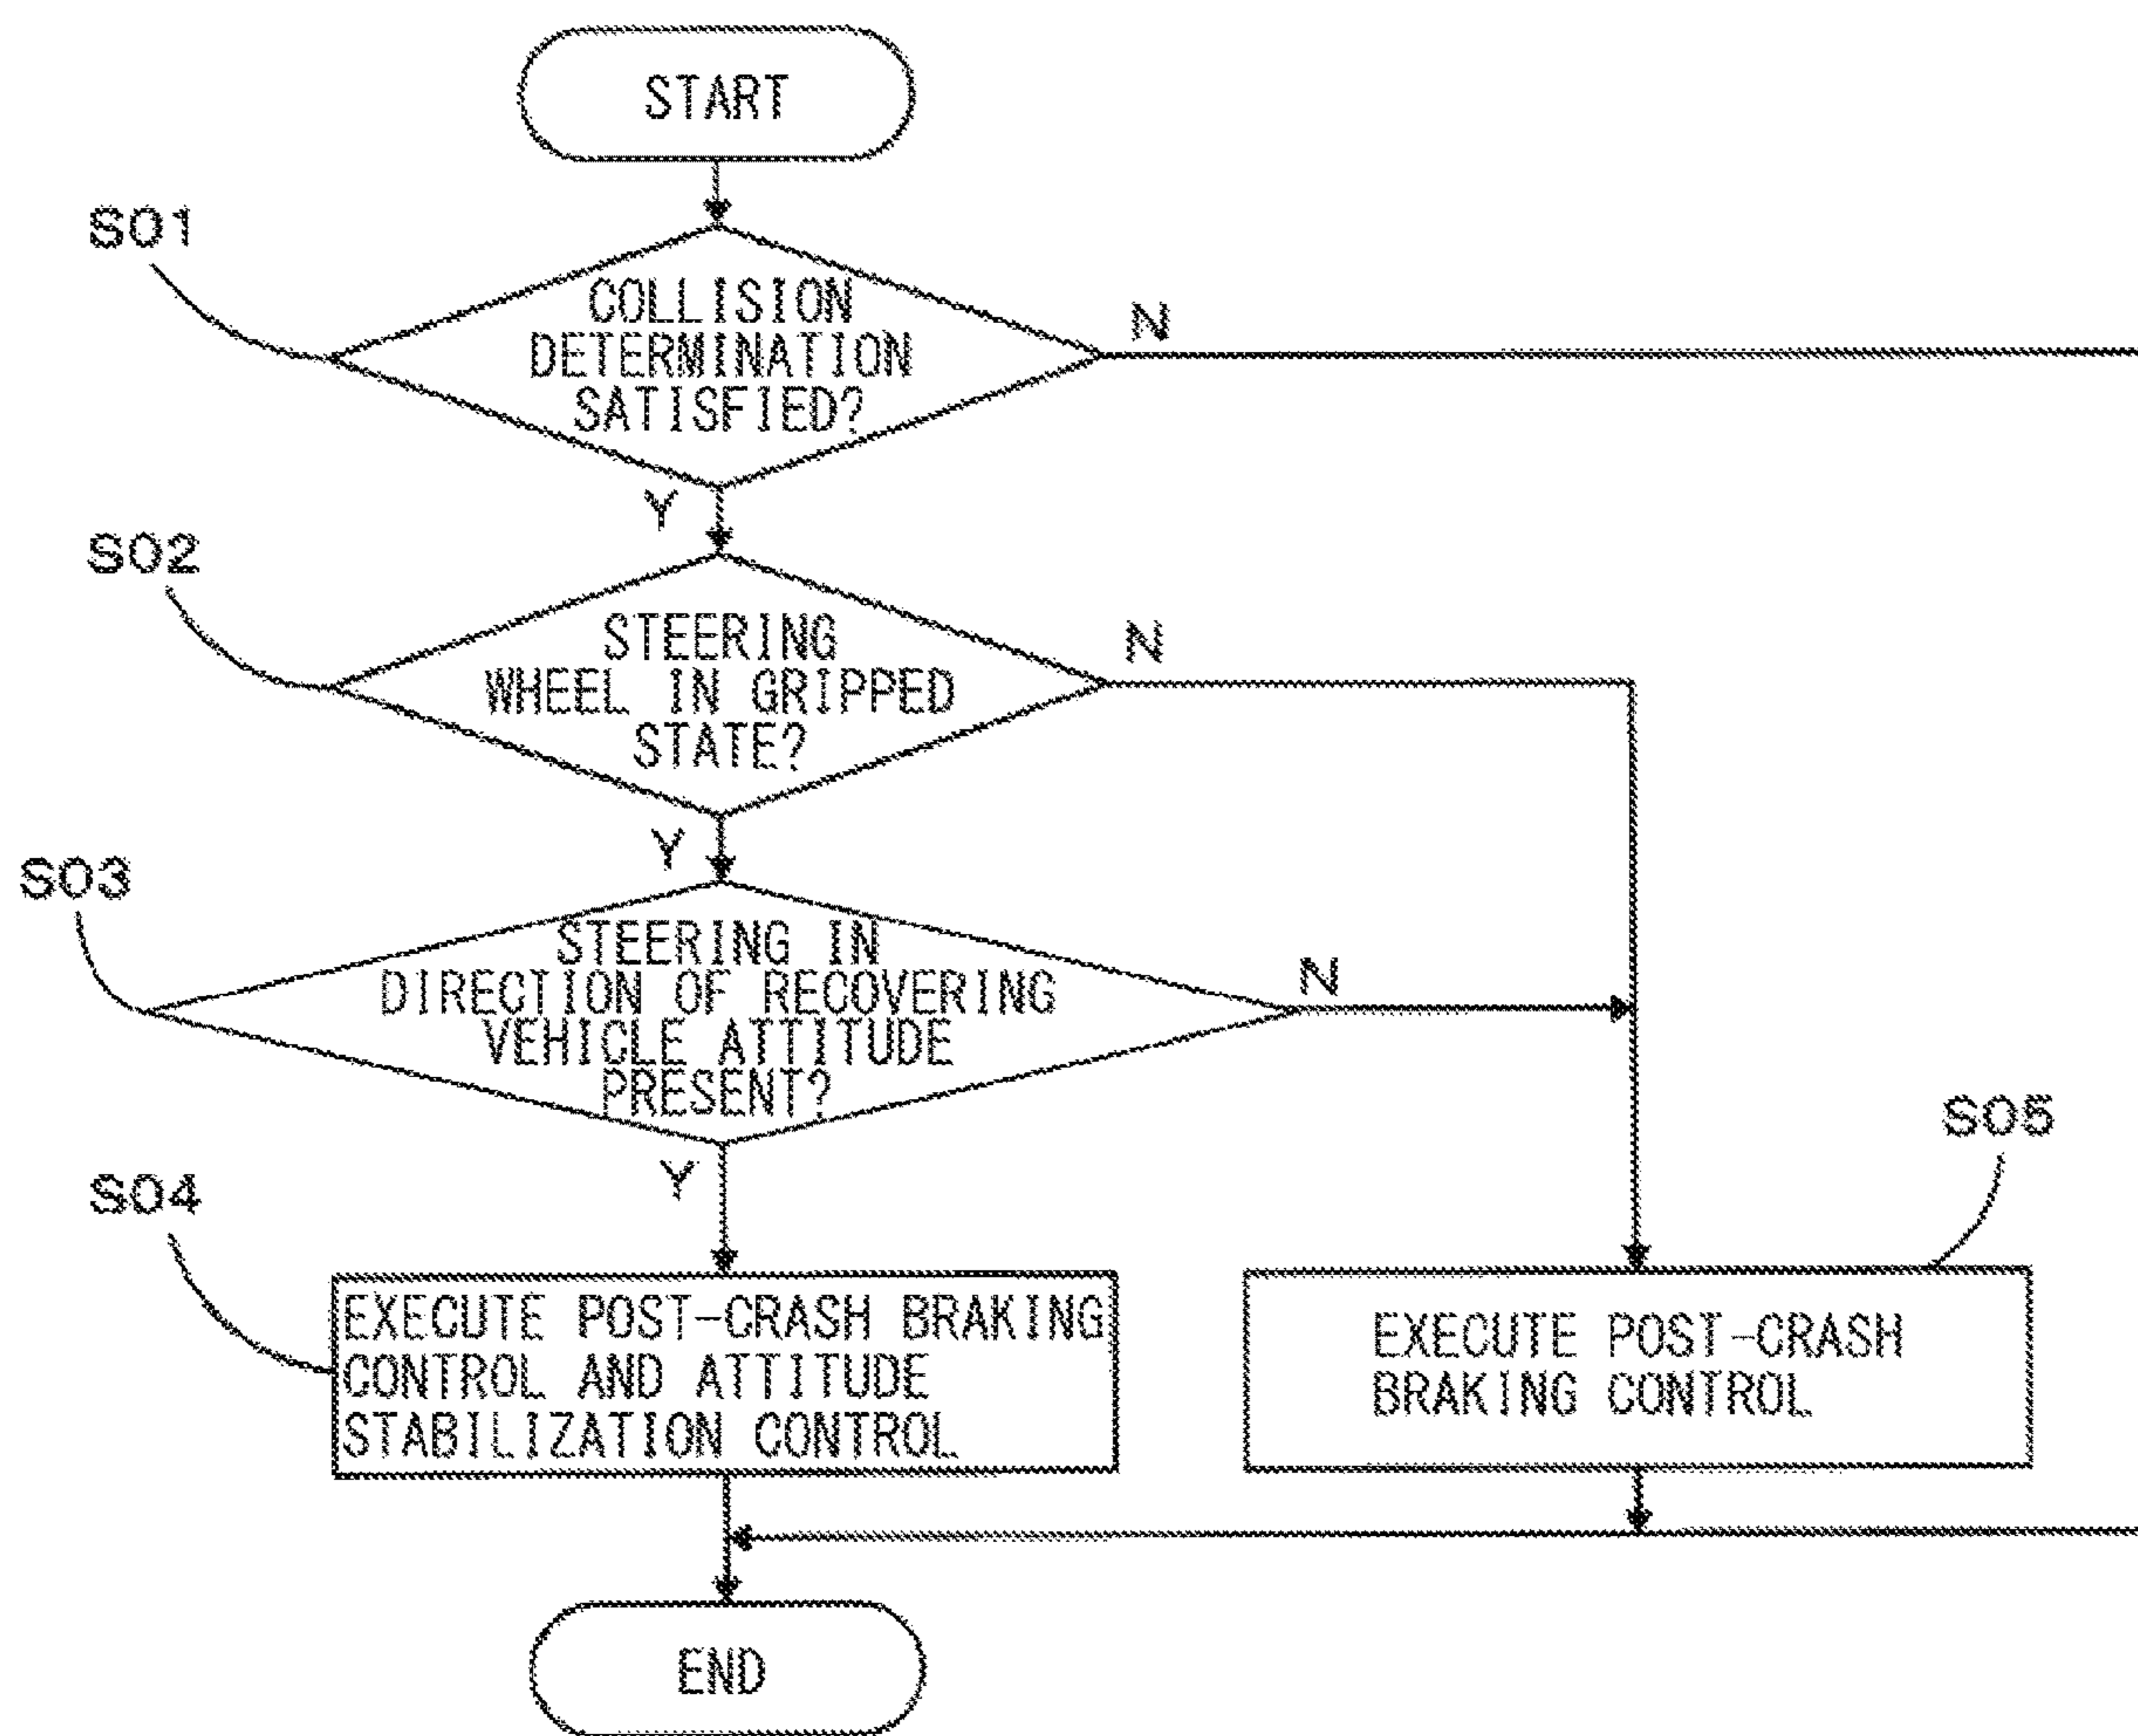 START
S01
COLLISION
DETERMINATION
SATISFIED?
N
Y
S02
STEERING
WHEEL IN GRIPPED
STATE?
N
Y
S03
STEERING IN
DIRECTION OF RECOVERING
VEHICLE ATTITUDE
PRESENT?
N
Y
S04
EXECUTE POST-CRASH BRAKING
CONTROL AND ATTITUDE
STABILIZATION CONTROL
S05
EXECUTE POST-CRASH
BRAKING CONTROL
END